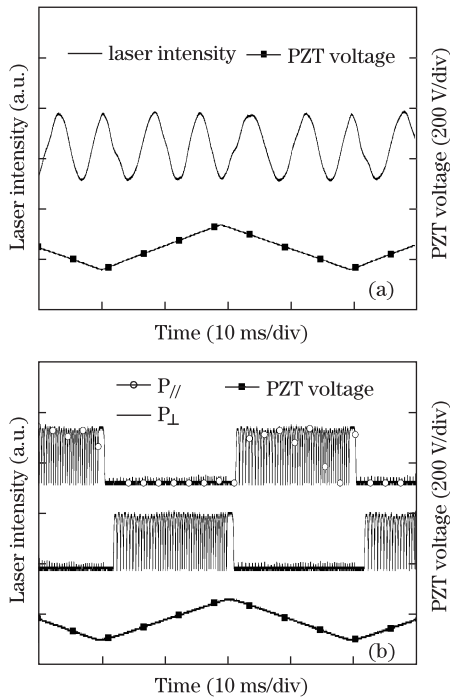 laser intensity PZT voltage
Laser intensity (a.u.)
PZT voltage (200 V/div)
(a)
Time (10 ms/div)
P// PZT voltage
P⊥
Laser intensity (a.u.)
PZT voltage (200 V/div)
(b)
Time (10 ms/div)